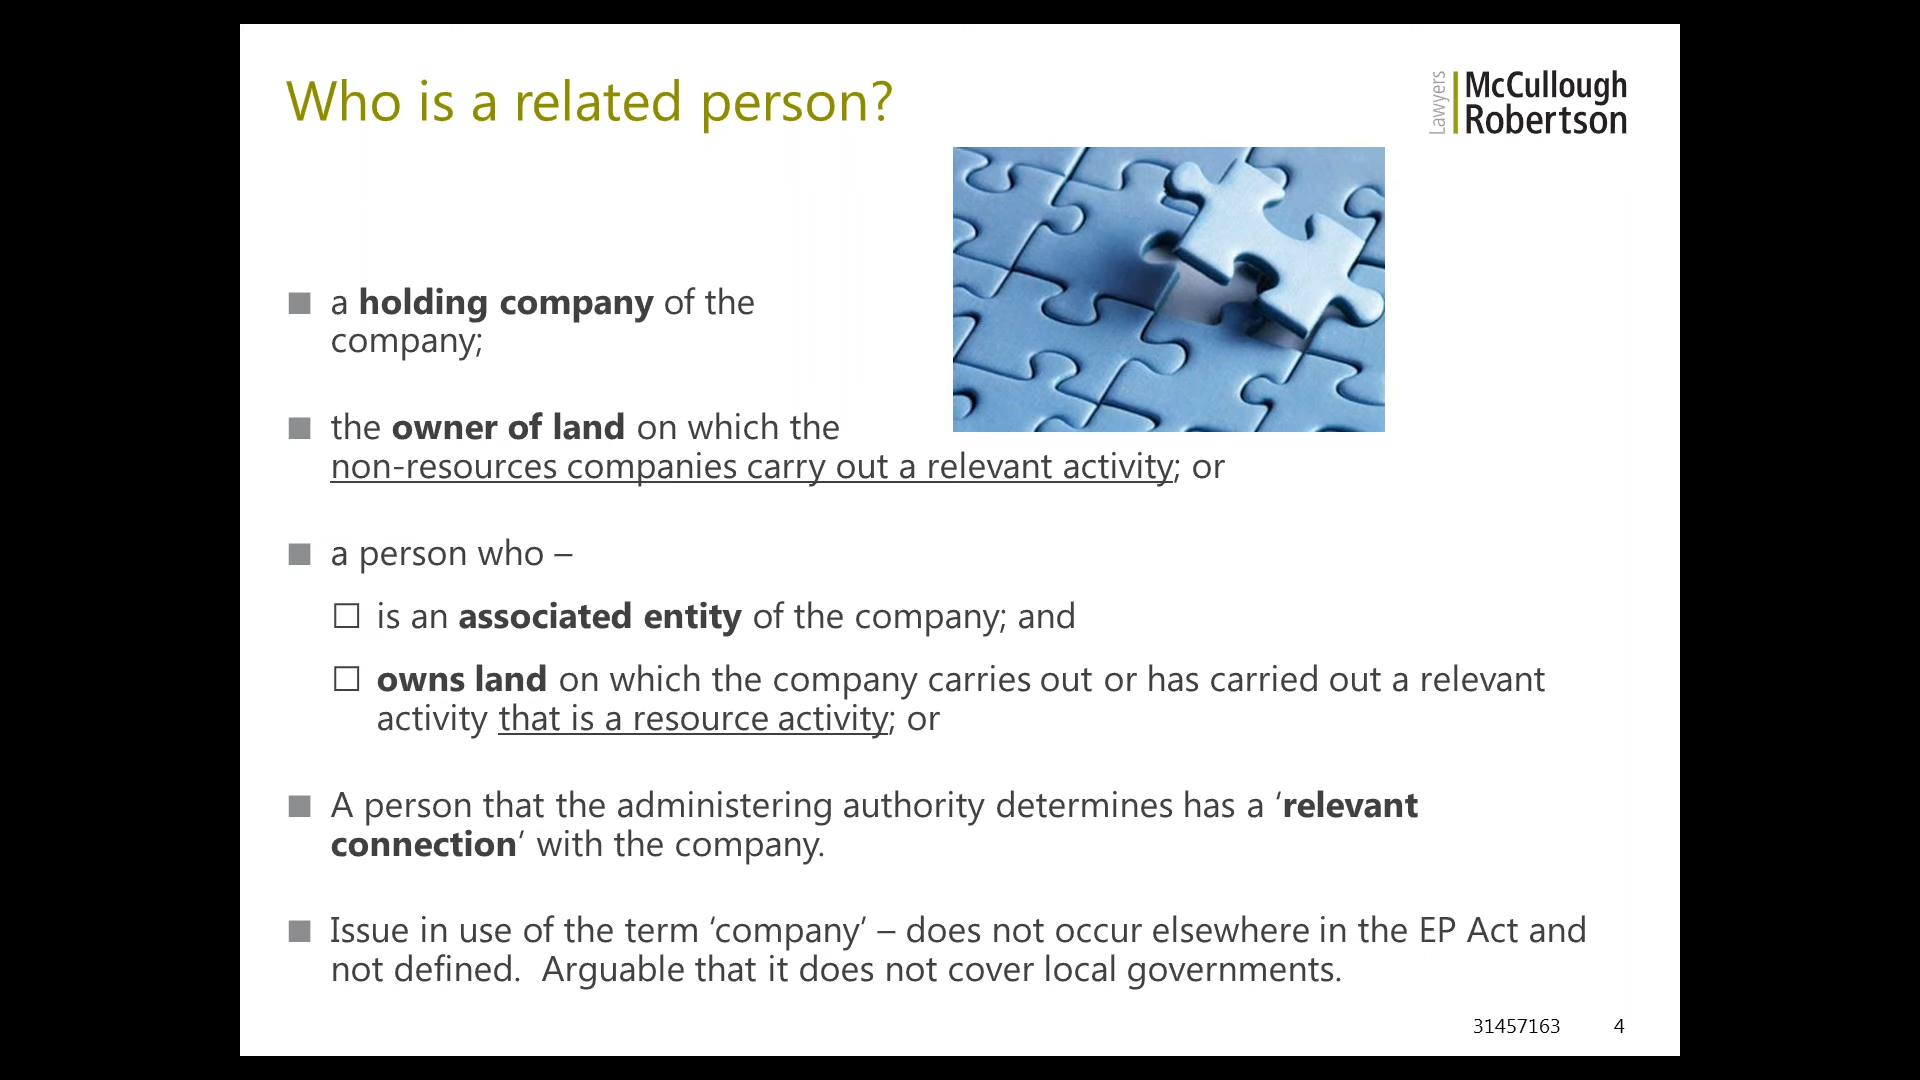 Who is a related person?
Lawyers
McCullough
Robertson
■ a holding company of the
company;
■ the owner of land on which the
non-resources companies carry out a relevant activity; or
■ a person who –
□ is an associated entity of the company; and
□ owns land on which the company carries out or has carried out a relevant
activity that is a resource activity; or
■ A person that the administering authority determines has a ‘relevant
connection’ with the company.
■ Issue in use of the term ‘company’ – does not occur elsewhere in the EP Act and
not defined.  Arguable that it does not cover local governments.
31457163 4